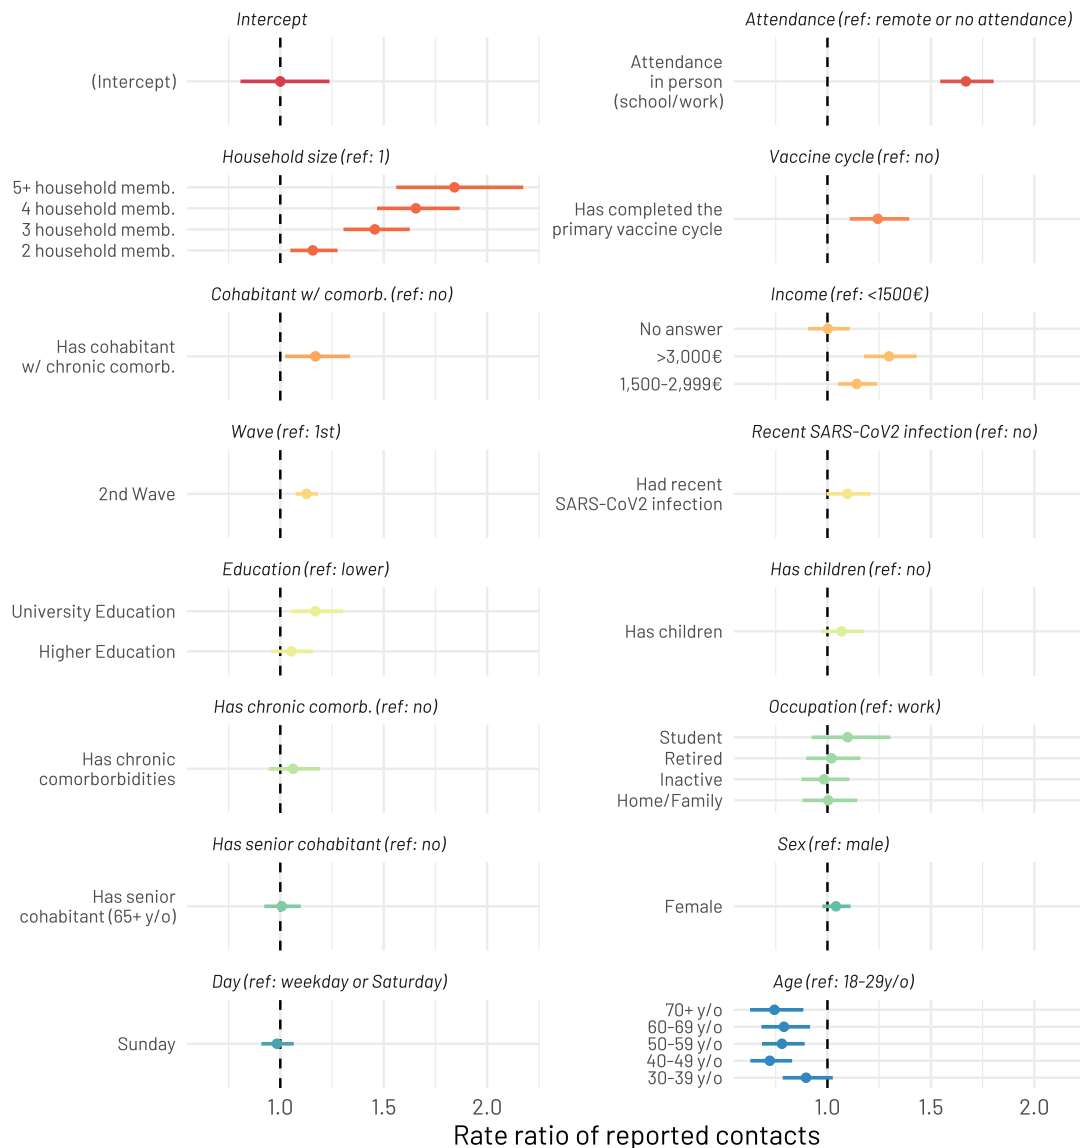 Intercept
(Intercept)
Attendance (ref: remote or no attendance)
Attendance
in person
(school/work)
Household size (ref: 1)
5+ household memb.
4 household memb.
3 household memb.
2 household memb.
Vaccine cycle (ref: no)
Has completed the
primary vaccine cycle
Cohabitant w/ comorb. (ref: no)
Has cohabitant
w/ chronic comorb.
Income (ref: <1500€)
No answer
>3,000€
1,500-2,999€
Wave (ref: 1st)
2nd Wave
Recent SARS-CoV2 infection (ref: no)
Had recent
SARS-CoV2 infection
Education (ref: lower)
University Education
Higher Education
Has children (ref: no)
Has children
Has chronic comorb. (ref: no)
Has chronic
comorborbidities
Occupation (ref: work)
Student
Retired
Inactive
Home/Family
Has senior cohabitant (ref: no)
Has senior
cohabitant (65+ y/o)
Sex (ref: male)
Female
Day (ref: weekday or Saturday)
Sunday
Age (ref: 18-29y/o)
70+ y/o
60-69 y/o
50-59 y/o
40-49 y/o
30-39 y/o
1.0 1.5 2.0
1.0 1.5 2.0
Rate ratio of reported contacts